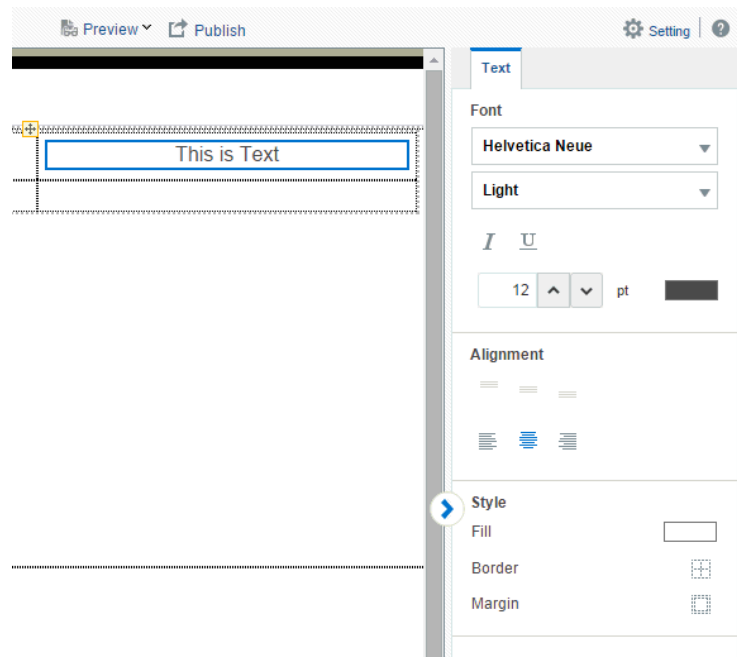 Preview Publish Setting ?
Text
Font
This is Text
Helvetica Neue
Light
I U
12 pt
Alignment
Style
Fill
Border
Margin